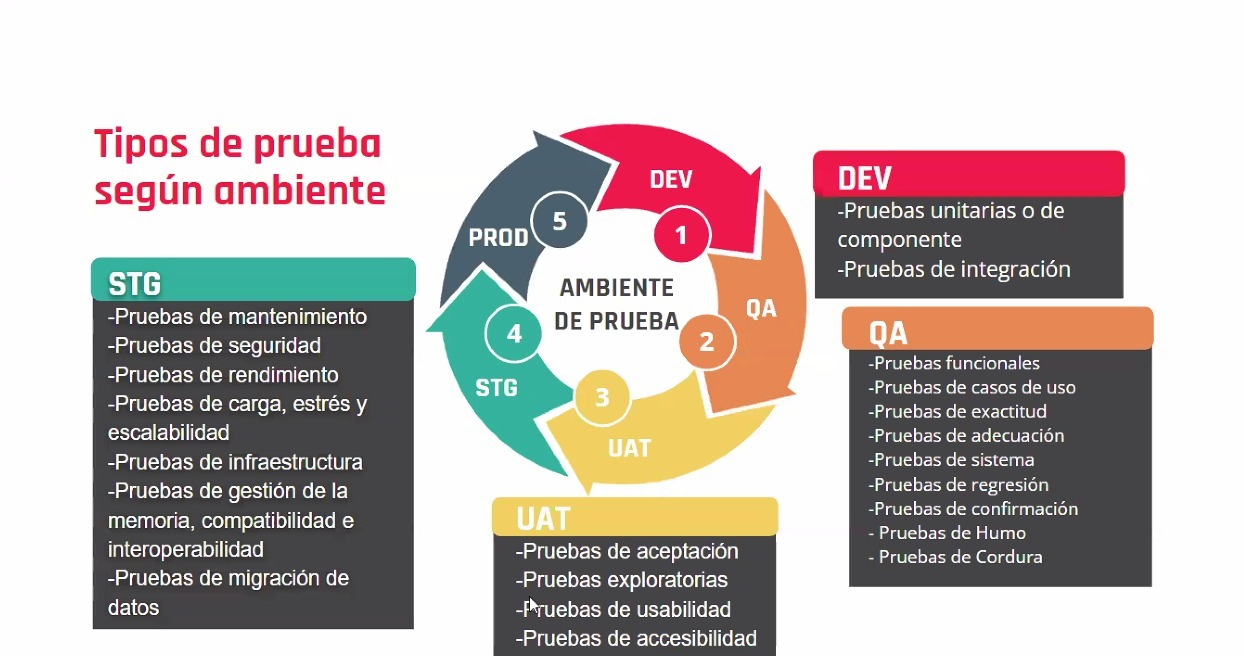 Tipos de prueba
según ambiente
DEV
1
QA
2
UAT
3
STG
4
PROD
5
AMBIENTE
DE PRUEBA
DEV
-Pruebas unitarias o de
componente
-Pruebas de integración
QA
-Pruebas funcionales
-Pruebas de casos de uso
-Pruebas de exactitud
-Pruebas de adecuación
-Pruebas de sistema
-Pruebas de regresión
-Pruebas de confirmación
- Pruebas de Humo
- Pruebas de Cordura
UAT
-Pruebas de aceptación
-Pruebas exploratorias
-Pruebas de usabilidad
-Pruebas de accesibilidad
STG
-Pruebas de mantenimiento
-Pruebas de seguridad
-Pruebas de rendimiento
-Pruebas de carga, estrés y
escalabilidad
-Pruebas de infraestructura
-Pruebas de gestión de la
memoria, compatibilidad e
interoperabilidad
-Pruebas de migración de
datos